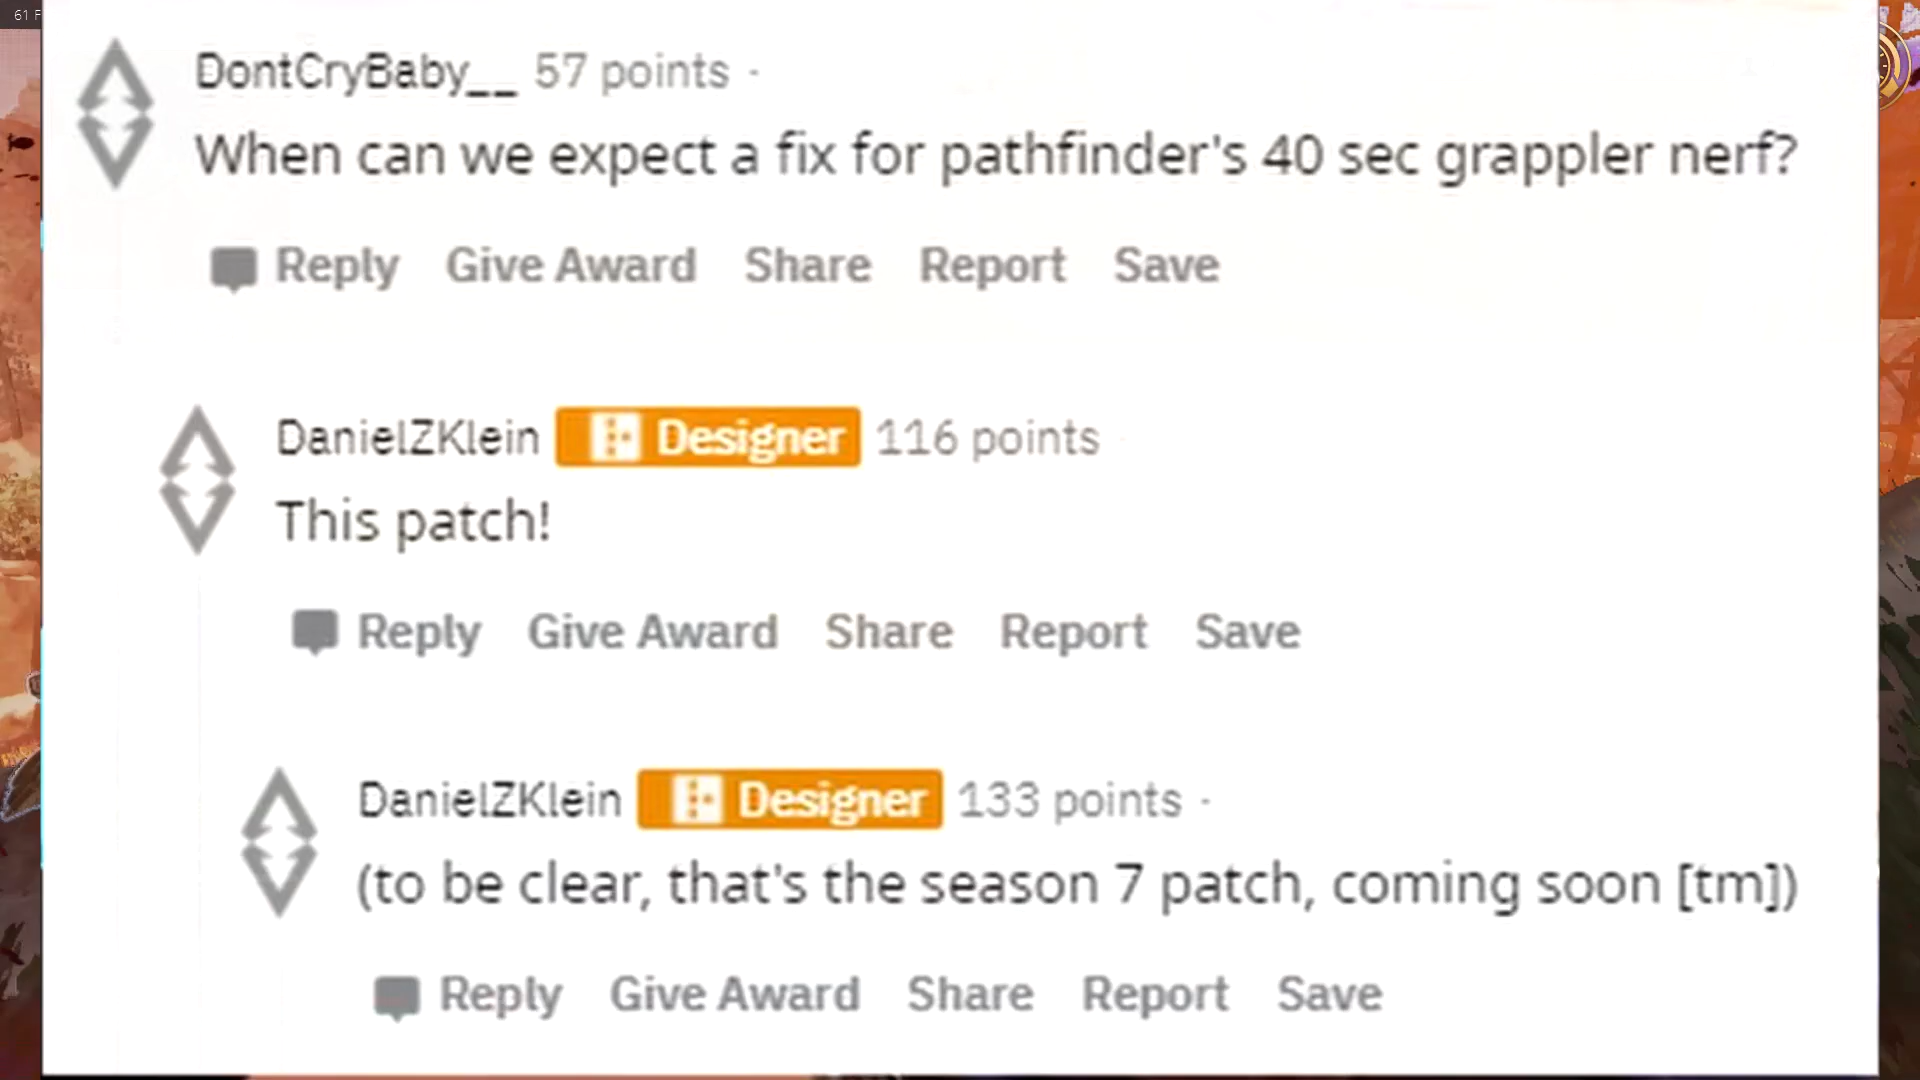 61 F
DontCryBaby__ 57 points ·
When can we expect a fix for pathfinder's 40 sec grappler nerf?
Reply Give Award Share Report Save
DanielZKlein Designer 116 points
This patch!
Reply Give Award Share Report Save
DanielZKlein Designer 133 points ·
(to be clear, that's the season 7 patch, coming soon [tm])
Reply Give Award Share Report Save